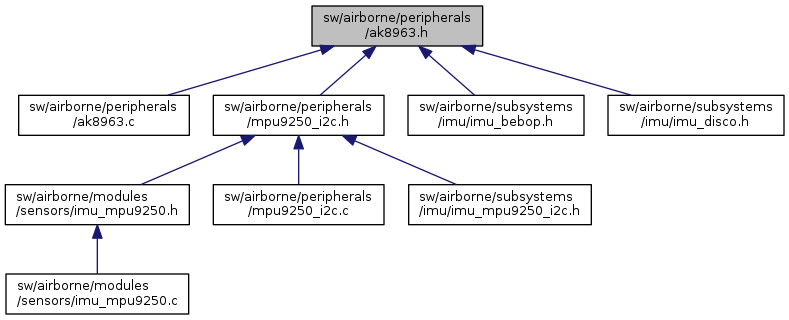 sw/airborne/peripherals
/ak8963.h
sw/airborne/peripherals
/ak8963.c
sw/airborne/peripherals
/mpu9250_i2c.h
sw/airborne/subsystems
/imu/imu_bebop.h
sw/airborne/subsystems
/imu/imu_disco.h
sw/airborne/modules
/sensors/imu_mpu9250.h
sw/airborne/peripherals
/mpu9250_i2c.c
sw/airborne/subsystems
/imu/imu_mpu9250_i2c.h
sw/airborne/modules
/sensors/imu_mpu9250.c